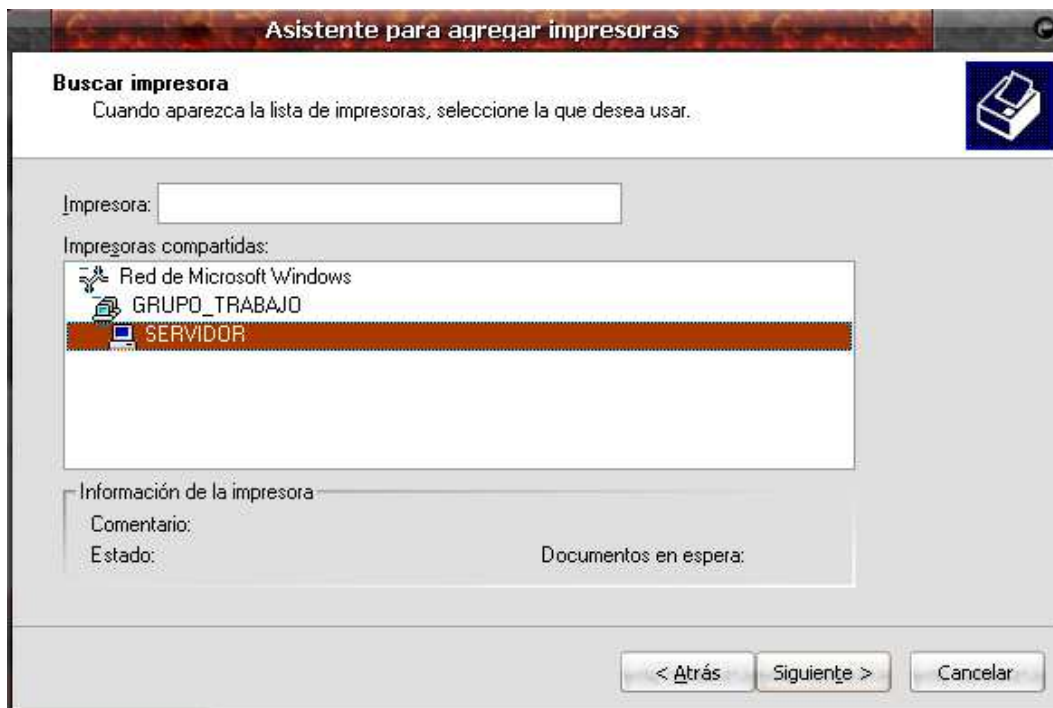 Asistente para agregar impresoras
Buscar impresora
Cuando aparezca la lista de impresoras, seleccione la que desea usar.
Impresora:
Impresoras compartidas:
Red de Microsoft Windows
GRUPO_TRABAJO
SERVIDOR
Información de la impresora
Comentario:
Estado: Documentos en espera:
< Atrás Siguiente > Cancelar